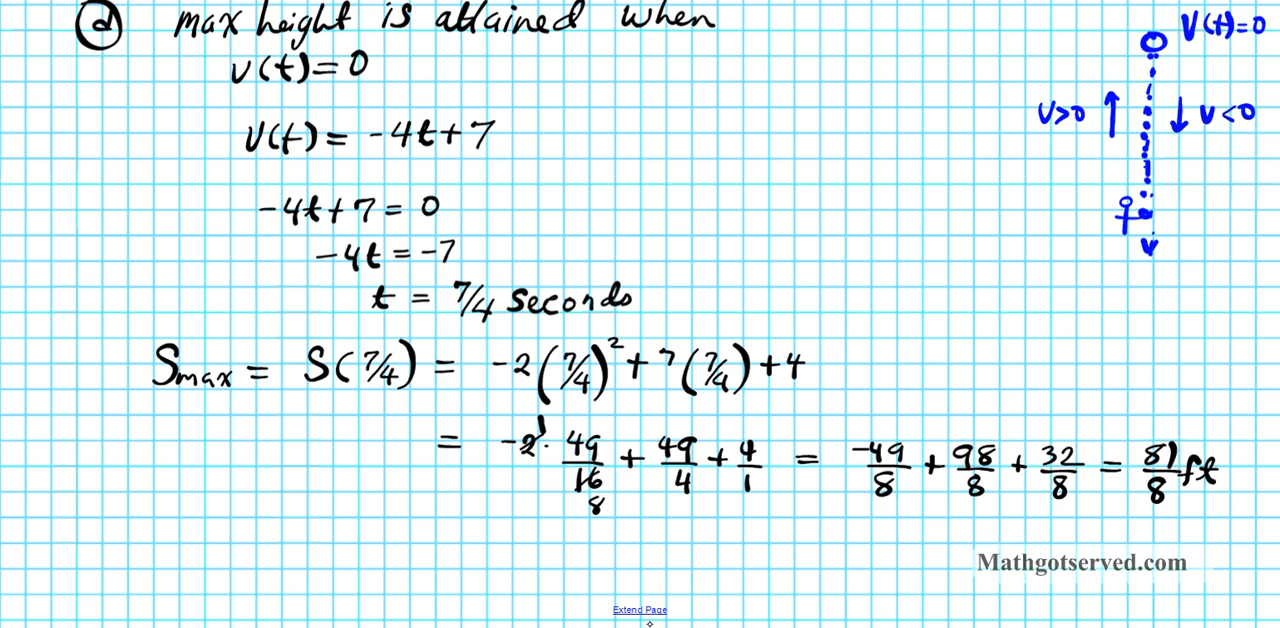 d max height is attained when
v(t)=0
V(t)=0
V>0 ↑ ↓ V<0
V(t) = -4t+7
-4t+7 = 0
-4t = -7
t = 7/4 seconds
Smax = S(7/4) = -2(7/4)²+7(7/4)+4
= -2¹· 49/16 8 + 49/4 + 4/1 = -49/8 + 98/8 + 32/8 = 81/8 ft
Mathgotserved.com
Extend Page